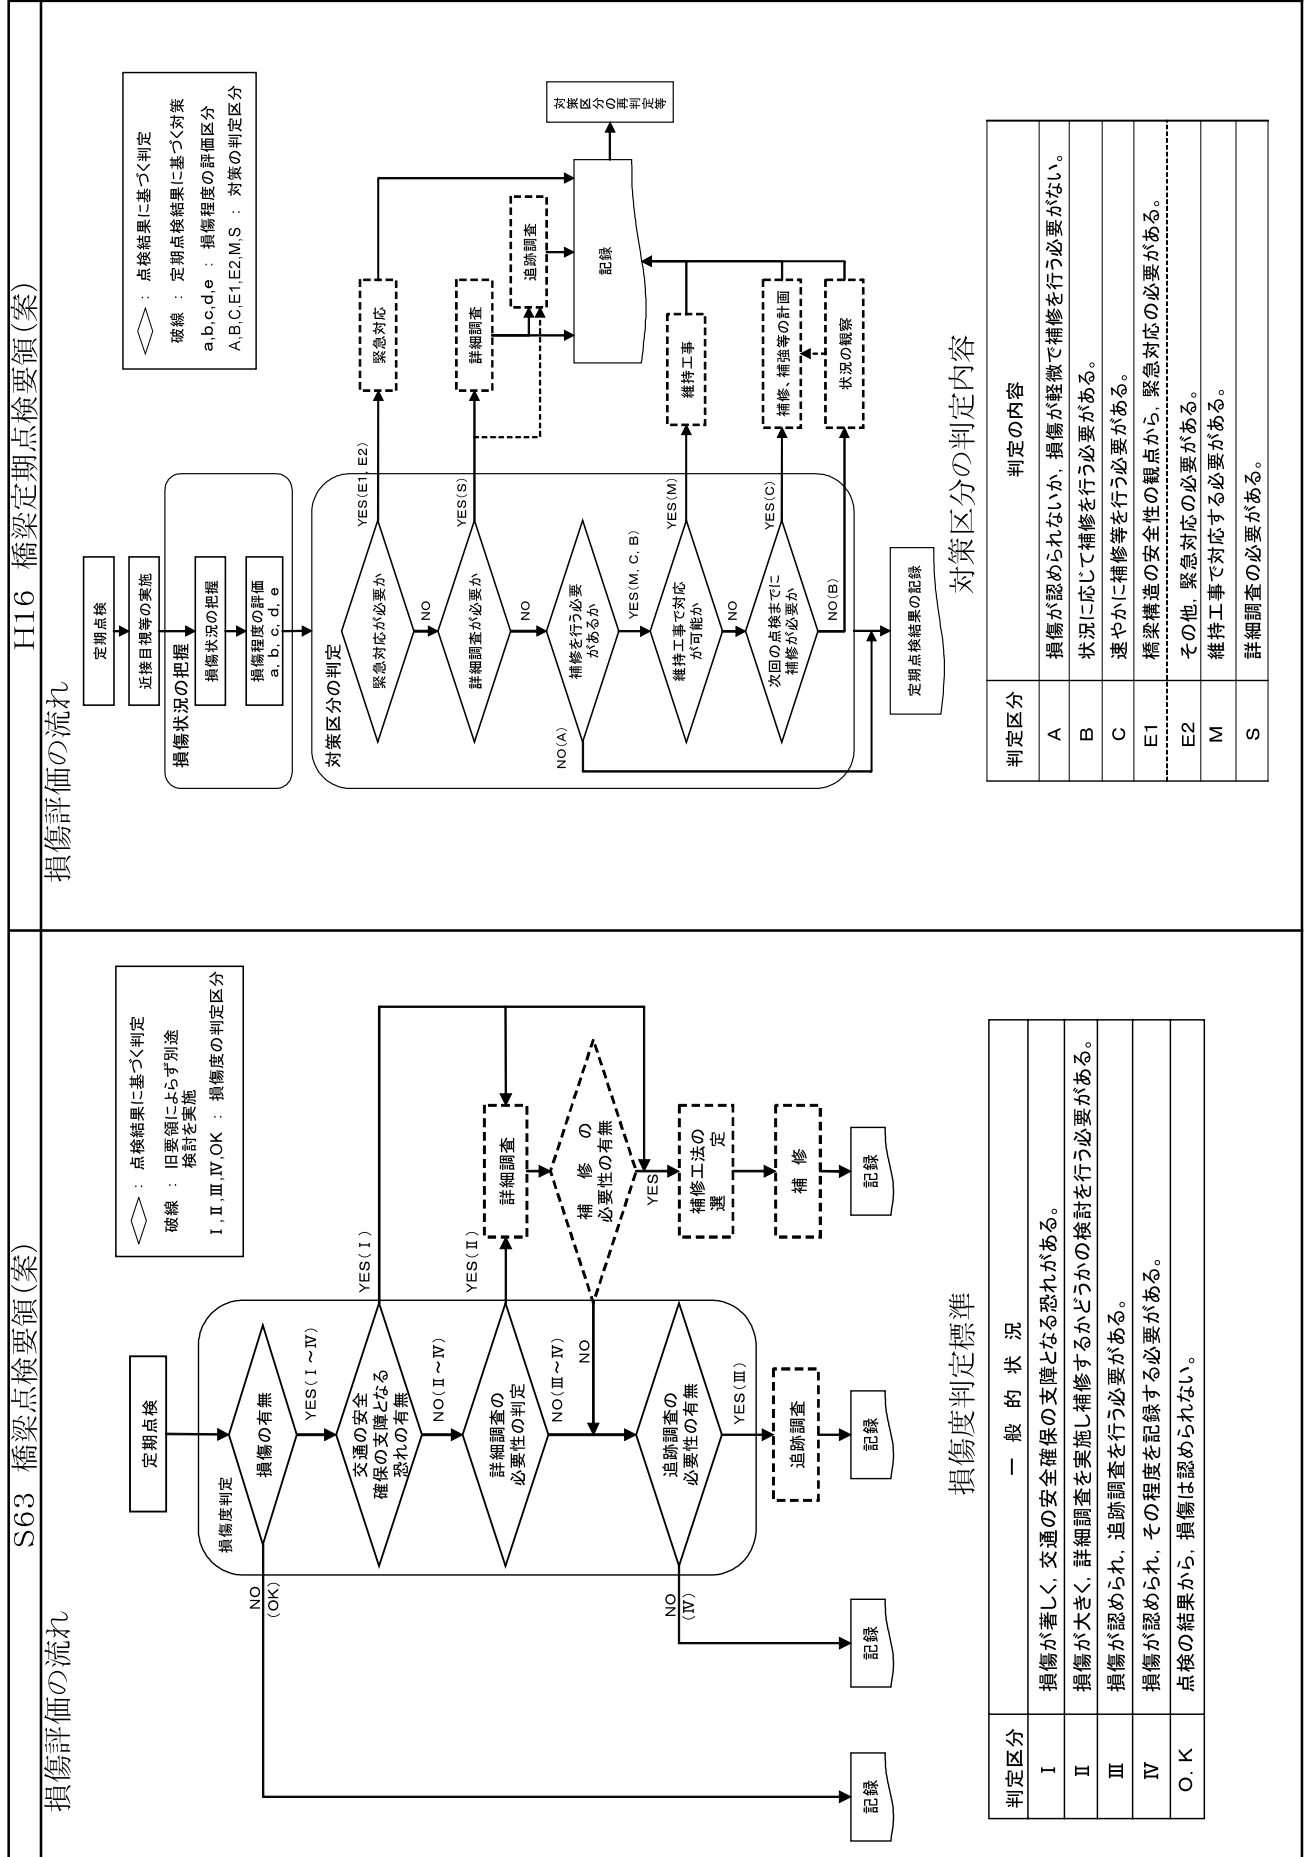 S63 橋梁点検要領(案)
損傷評価の流れ
◇: 点検結果に基づく判定
破線 : 旧要領によらず別途
検討を実施
Ⅰ,Ⅱ,Ⅲ,Ⅳ,OK : 損傷度の判定区分
定期点検
損傷度判定
損傷の有無
NO
(OK)
YES(Ⅰ～Ⅳ)
交通の安全
確保の支障となる
恐れの有無
YES(Ⅰ)
NO(Ⅱ～Ⅳ)
詳細調査の
必要性の判定
YES(Ⅱ)
詳細調査
NO(Ⅲ～Ⅳ)
補修の
必要性の有無
NO
YES
追跡調査の
必要性の有無
補修工法の
選定
NO
(Ⅳ)
YES(Ⅲ)
追跡調査
補修
記録
記録
記録
記録
損傷度判定標準
判定区分 一般的状況
Ⅰ 損傷が著しく, 交通の安全確保の支障となる恐れがある。
Ⅱ 損傷が大きく, 詳細調査を実施し補修するかどうかの検討を行う必要がある。
Ⅲ 損傷が認められ, 追跡調査を行う必要がある。
Ⅳ 損傷が認められ, その程度を記録する必要がある。
O.K 点検の結果から, 損傷は認められない。
H16 橋梁定期点検要領(案)
損傷評価の流れ
◇ : 点検結果に基づく判定
破線 : 定期点検結果に基づく対策
a,b,c,d,e : 損傷程度の評価区分
A,B,C,E1,E2,M,S : 対策の判定区分
定期点検
近接目視等の実施
損傷状況の把握
損傷状況の把握
損傷程度の評価
a, b, c, d, e
対策区分の判定
緊急対応が必要か
YES(E1, E2)
緊急対応
NO
詳細調査が必要か
YES(S)
詳細調査
追跡調査
NO
補修を行う必要
があるか
NO(A)
YES(M, C, B)
記録
対策区分の再判定等
維持工事で対応
が可能か
YES(M)
維持工事
NO
次回の点検までに
補修が必要か
YES(C)
補修、補強等の計画
NO(B)
状況の観察
定期点検結果の記録
対策区分の判定内容
判定区分 判定の内容
A 損傷が認められないか, 損傷が軽微で補修を行う必要がない。
B 状況に応じて補修を行う必要がある。
C 速やかに補修等を行う必要がある。
E1 橋梁構造の安全性の観点から, 緊急対応の必要がある。
E2 その他, 緊急対応の必要がある。
M 維持工事で対応する必要がある。
S 詳細調査の必要がある。